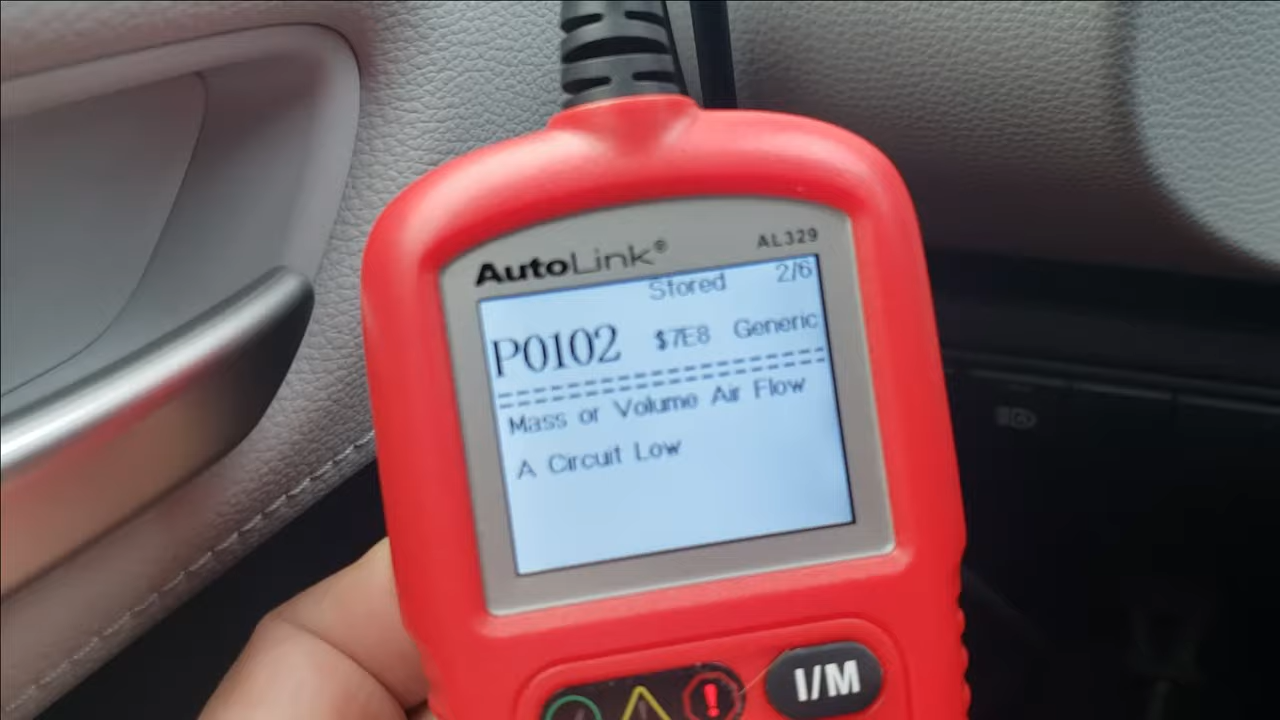 AutoLink® AL329
Stored 2/6
P0102 $7E8 Generic
Mass or Volume Air Flow
A Circuit Low
I/M